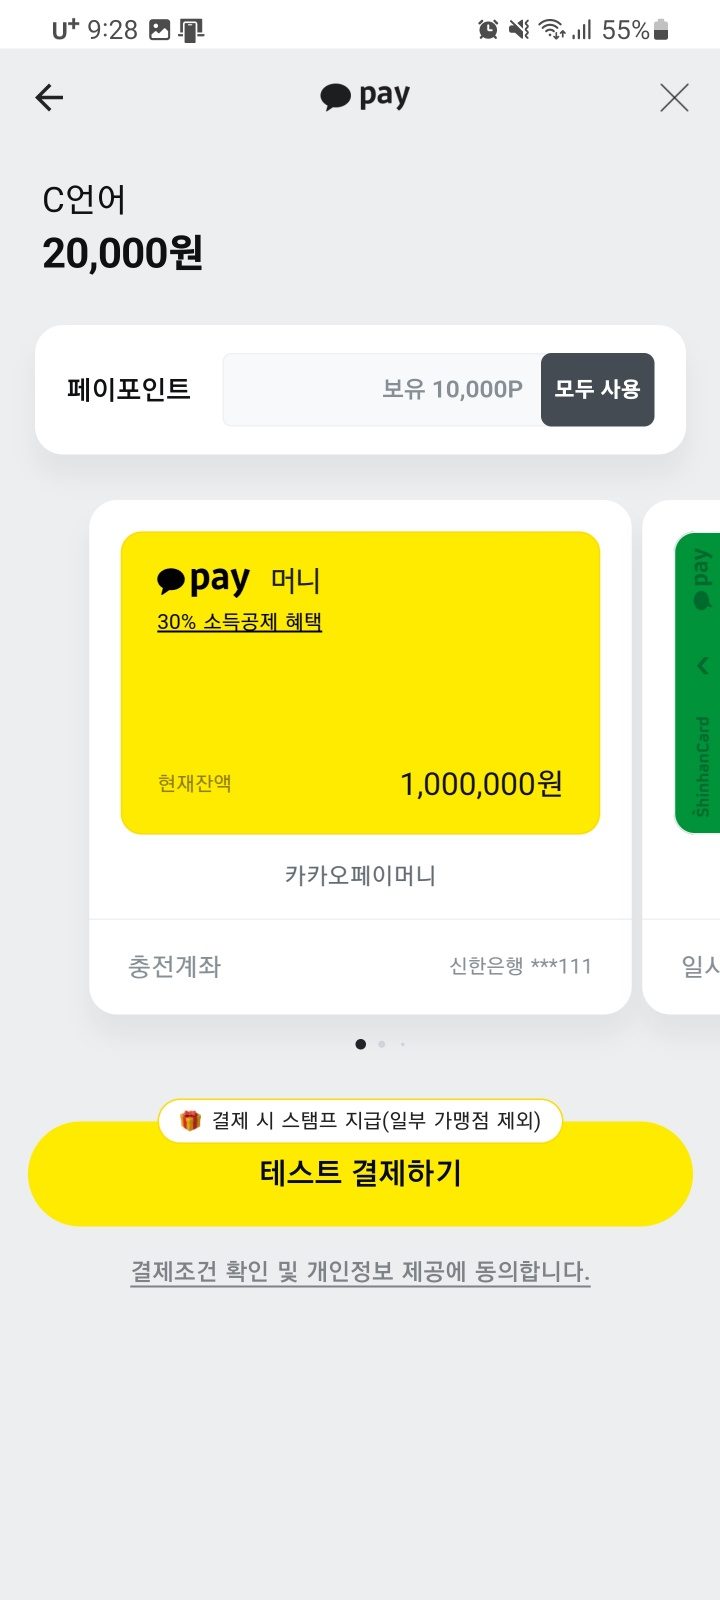 U+ 9:28 55%
pay
C언어
20,000원
페이포인트 보유 10,000P 모두 사용
pay 머니
30% 소득공제 혜택
현재잔액 1,000,000원
카카오페이머니
충전계좌 신한은행 ***111
pay
ShinhanCard
일시
결제 시 스탬프 지급(일부 가맹점 제외)
테스트 결제하기
결제조건 확인 및 개인정보 제공에 동의합니다.